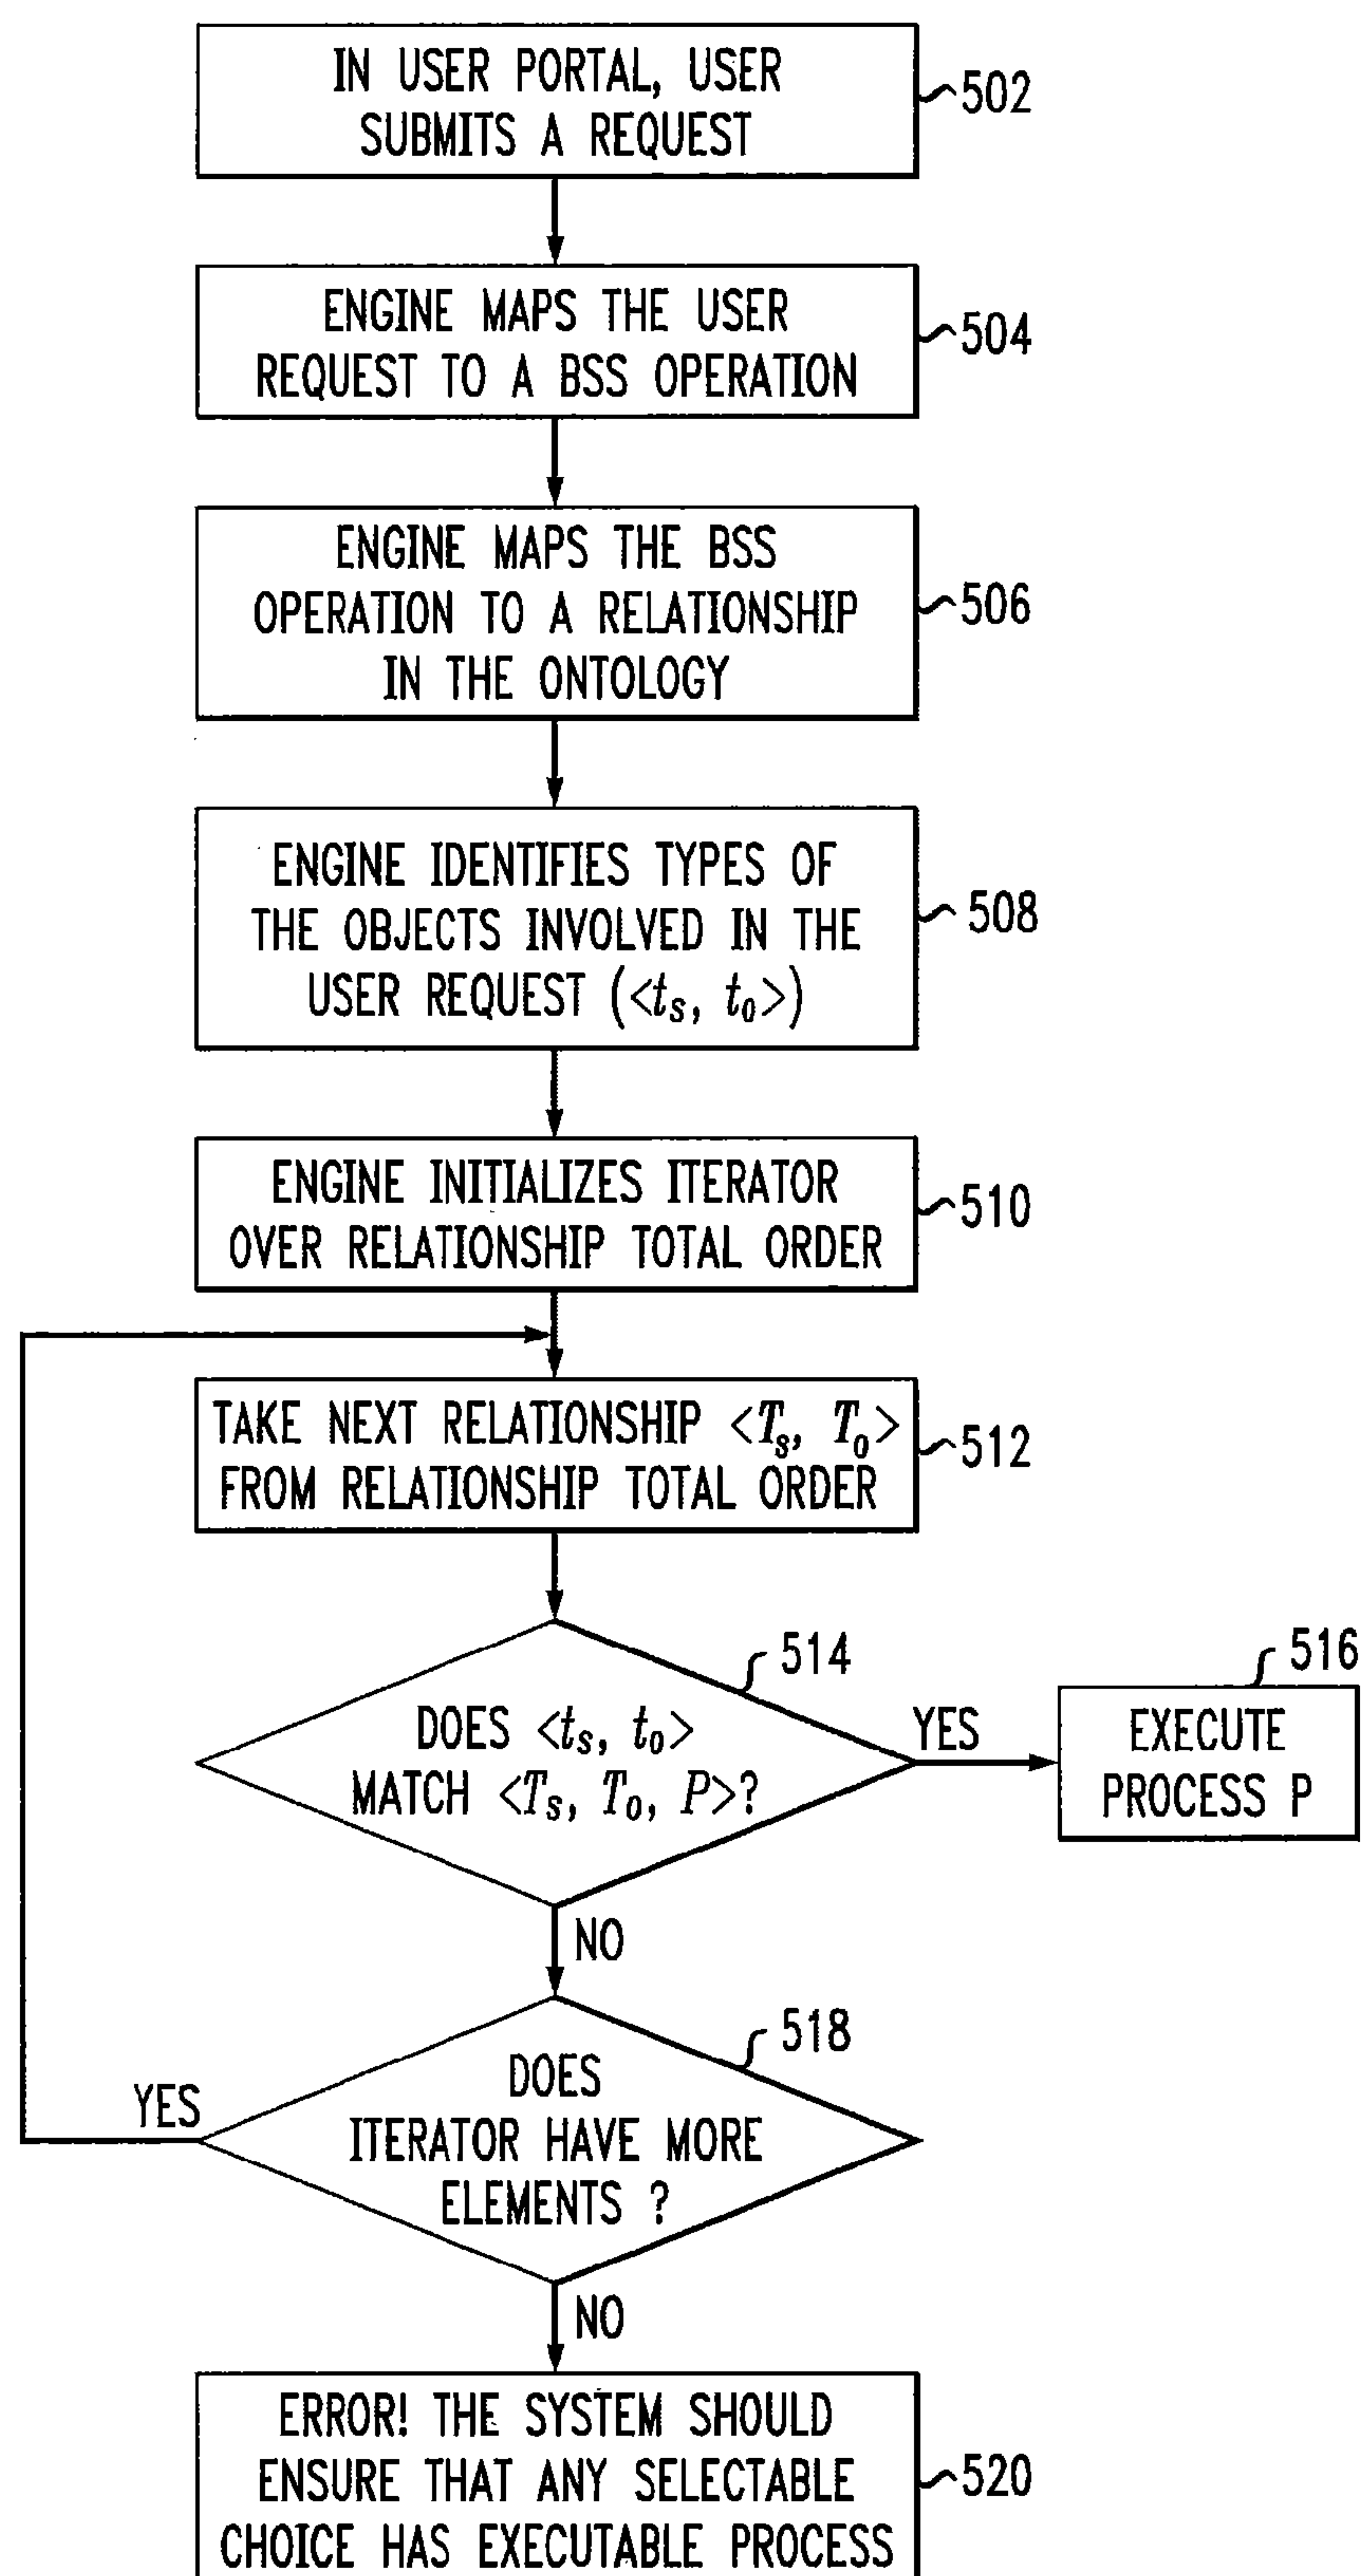 IN USER PORTAL, USER
SUBMITS A REQUEST
502
ENGINE MAPS THE USER
REQUEST TO A BSS OPERATION
504
ENGINE MAPS THE BSS
OPERATION TO A RELATIONSHIP
IN THE ONTOLOGY
506
ENGINE IDENTIFIES TYPES OF
THE OBJECTS INVOLVED IN THE
USER REQUEST (<ts, to>)
508
ENGINE INITIALIZES ITERATOR
OVER RELATIONSHIP TOTAL ORDER
510
TAKE NEXT RELATIONSHIP <Ts, To>
FROM RELATIONSHIP TOTAL ORDER
512
514
DOES <ts, to>
MATCH <Ts, To, P>?
YES
516
EXECUTE
PROCESS P
NO
518
DOES
ITERATOR HAVE MORE
ELEMENTS ?
YES
NO
ERROR! THE SYSTEM SHOULD
ENSURE THAT ANY SELECTABLE
CHOICE HAS EXECUTABLE PROCESS
520